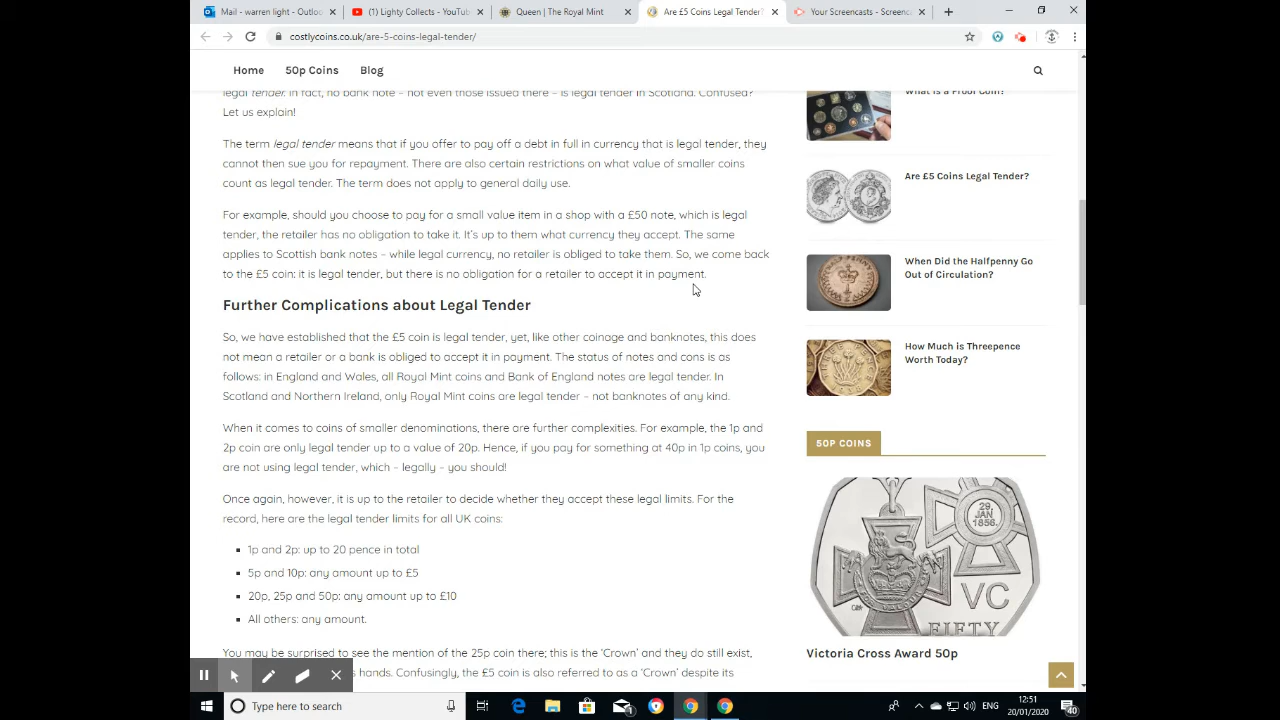 Mail - warren light - Outloo
(1) Lighty Collects - YouTub
Queen | The Royal Mint
Are £5 Coins Legal Tender?
Your Screencasts - Screenc
costlycoins.co.uk/are-5-coins-legal-tender/
Home
50p Coins
Blog
legal tender. In fact, no bank note – not even those issued there – is legal tender in Scotland. Confused?
Let us explain!
The term legal tender means that if you offer to pay off a debt in full in currency that is legal tender, they
cannot then sue you for repayment. There are also certain restrictions on what value of smaller coins
count as legal tender. The term does not apply to general daily use.
For example, should you choose to pay for a small value item in a shop with a £50 note, which is legal
tender, the retailer has no obligation to take it. It's up to them what currency they accept. The same
applies to Scottish bank notes – while legal currency, no retailer is obliged to take them. So, we come back
to the £5 coin: it is legal tender, but there is no obligation for a retailer to accept it in payment.
Further Complications about Legal Tender
So, we have established that the £5 coin is legal tender, yet, like other coinage and banknotes, this does
not mean a retailer or a bank is obliged to accept it in payment. The status of notes and cons is as
follows: in England and Wales, all Royal Mint coins and Bank of England notes are legal tender. In
Scotland and Northern Ireland, only Royal Mint coins are legal tender – not banknotes of any kind.
When it comes to coins of smaller denominations, there are further complexities. For example, the 1p and
2p coin are only legal tender up to a value of 20p. Hence, if you pay for something at 40p in 1p coins, you
are not using legal tender, which – legally – you should!
Once again, however, it is up to the retailer to decide whether they accept these legal limits. For the
record, here are the legal tender limits for all UK coins:
1p and 2p: up to 20 pence in total
5p and 10p: any amount up to £5
20p, 25p and 50p: any amount up to £10
All others: any amount.
You may be surprised to see the mention of the 25p coin there; this is the 'Crown' and they do still exist,
hands. Confusingly, the £5 coin is also referred to as a 'Crown' despite its
What is a Proof Coin?
Are £5 Coins Legal Tender?
When Did the Halfpenny Go
Out of Circulation?
How Much is Threepence
Worth Today?
50P COINS
29.
JAN
1856.
VC
FIFTY
Victoria Cross Award 50p
Type here to search
ENG
12:51
20/01/2020
40